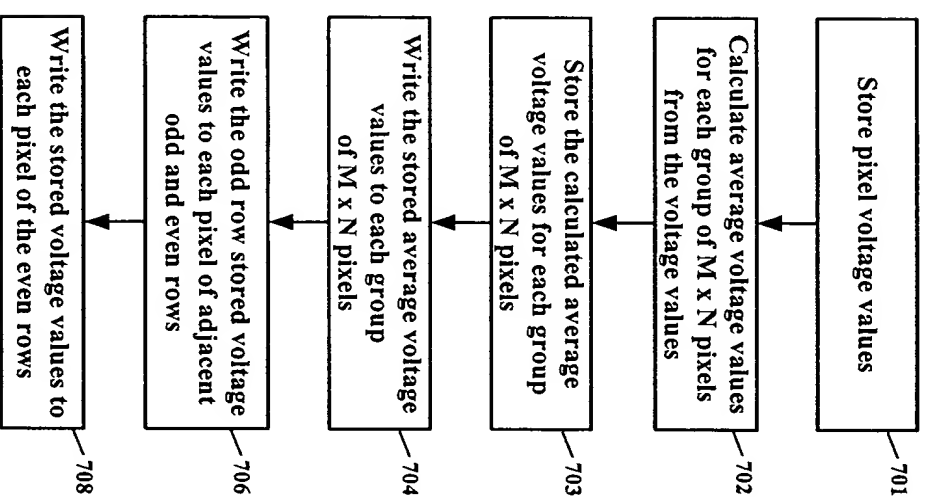 Store pixel voltage values
701
Calculate average voltage values
for each group of M x N pixels
from the voltage values
702
Store the calculated average
voltage values for each group
of M x N pixels
703
Write the stored average voltage
values to each group
of M x N pixels
704
Write the odd row stored voltage
values to each pixel of adjacent
odd and even rows
706
Write the stored voltage values to
each pixel of the even rows
708